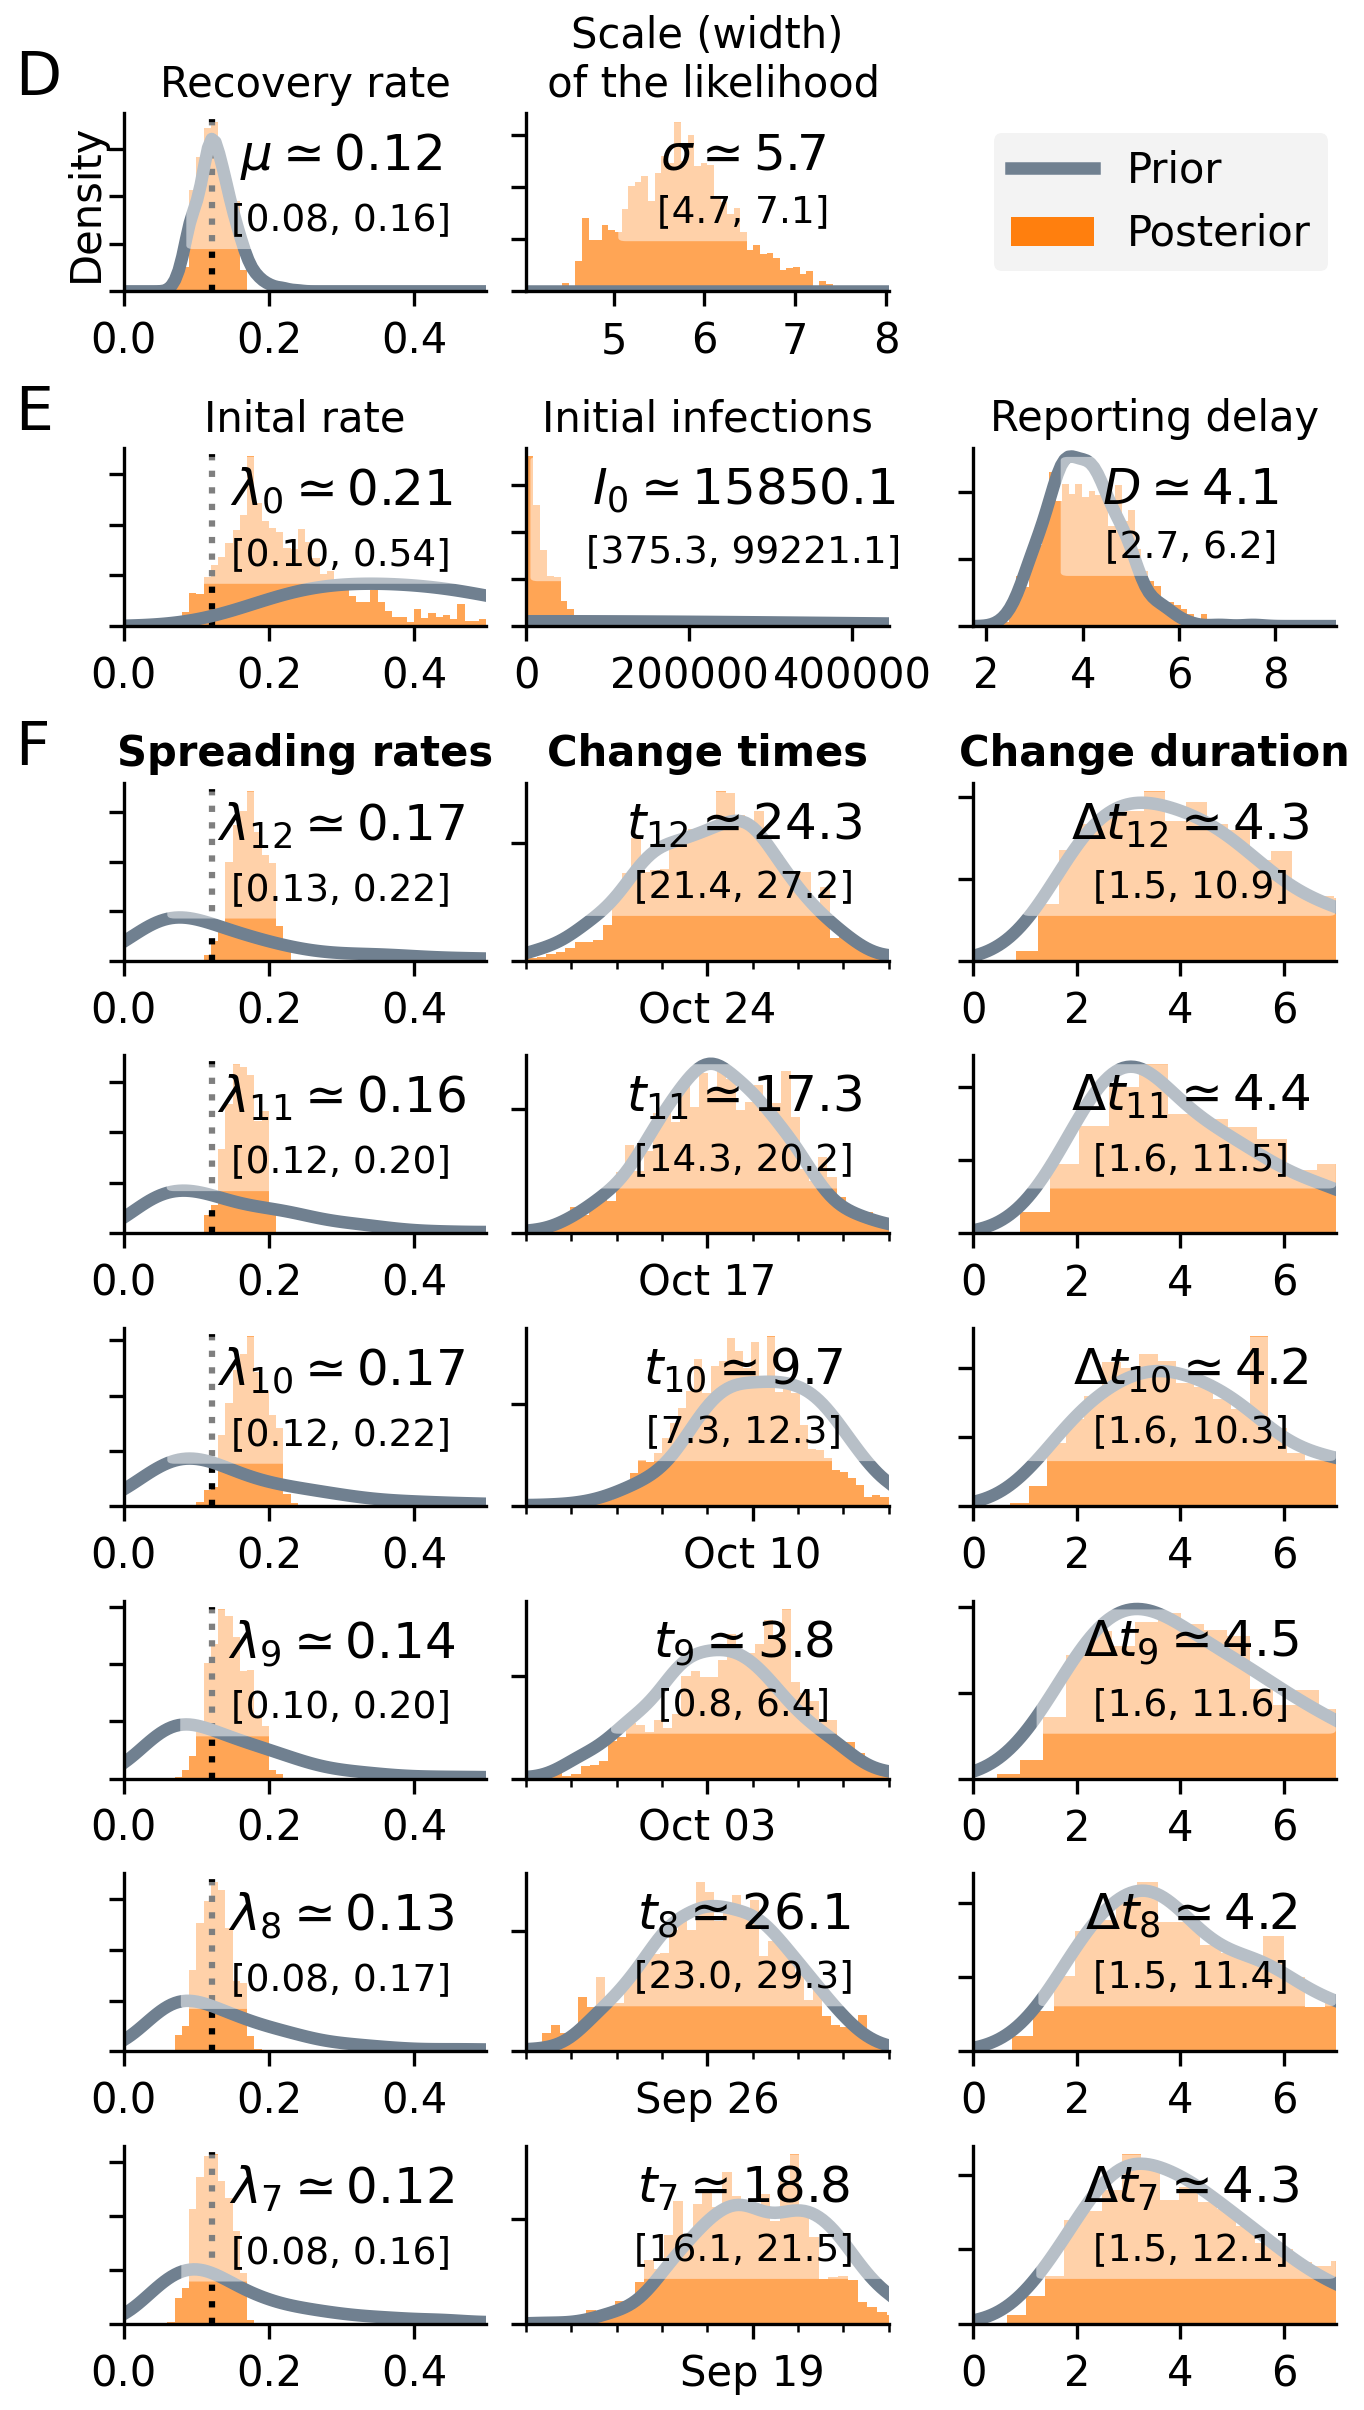 D
Recovery rate
Scale (width)
of the likelihood
Density
μ ≃ 0.12
[0.08, 0.16]
σ ≃ 5.7
[4.7, 7.1]
Prior
Posterior
0.0 0.2 0.4
5 6 7 8
E
Inital rate
Initial infections
Reporting delay
λ₀ ≃ 0.21
[0.10, 0.54]
I₀ ≃ 15850.1
[375.3, 99221.1]
D ≃ 4.1
[2.7, 6.2]
0.0 0.2 0.4
0 200000 400000
2 4 6 8
F
Spreading rates
Change times
Change duration
λ₁₂ ≃ 0.17
[0.13, 0.22]
t₁₂ ≃ 24.3
[21.4, 27.2]
Δt₁₂ ≃ 4.3
[1.5, 10.9]
0.0 0.2 0.4
Oct 24
0 2 4 6
λ₁₁ ≃ 0.16
[0.12, 0.20]
t₁₁ ≃ 17.3
[14.3, 20.2]
Δt₁₁ ≃ 4.4
[1.6, 11.5]
0.0 0.2 0.4
Oct 17
0 2 4 6
λ₁₀ ≃ 0.17
[0.12, 0.22]
t₁₀ ≃ 9.7
[7.3, 12.3]
Δt₁₀ ≃ 4.2
[1.6, 10.3]
0.0 0.2 0.4
Oct 10
0 2 4 6
λ₉ ≃ 0.14
[0.10, 0.20]
t₉ ≃ 3.8
[0.8, 6.4]
Δt₉ ≃ 4.5
[1.6, 11.6]
0.0 0.2 0.4
Oct 03
0 2 4 6
λ₈ ≃ 0.13
[0.08, 0.17]
t₈ ≃ 26.1
[23.0, 29.3]
Δt₈ ≃ 4.2
[1.5, 11.4]
0.0 0.2 0.4
Sep 26
0 2 4 6
λ₇ ≃ 0.12
[0.08, 0.16]
t₇ ≃ 18.8
[16.1, 21.5]
Δt₇ ≃ 4.3
[1.5, 12.1]
0.0 0.2 0.4
Sep 19
0 2 4 6